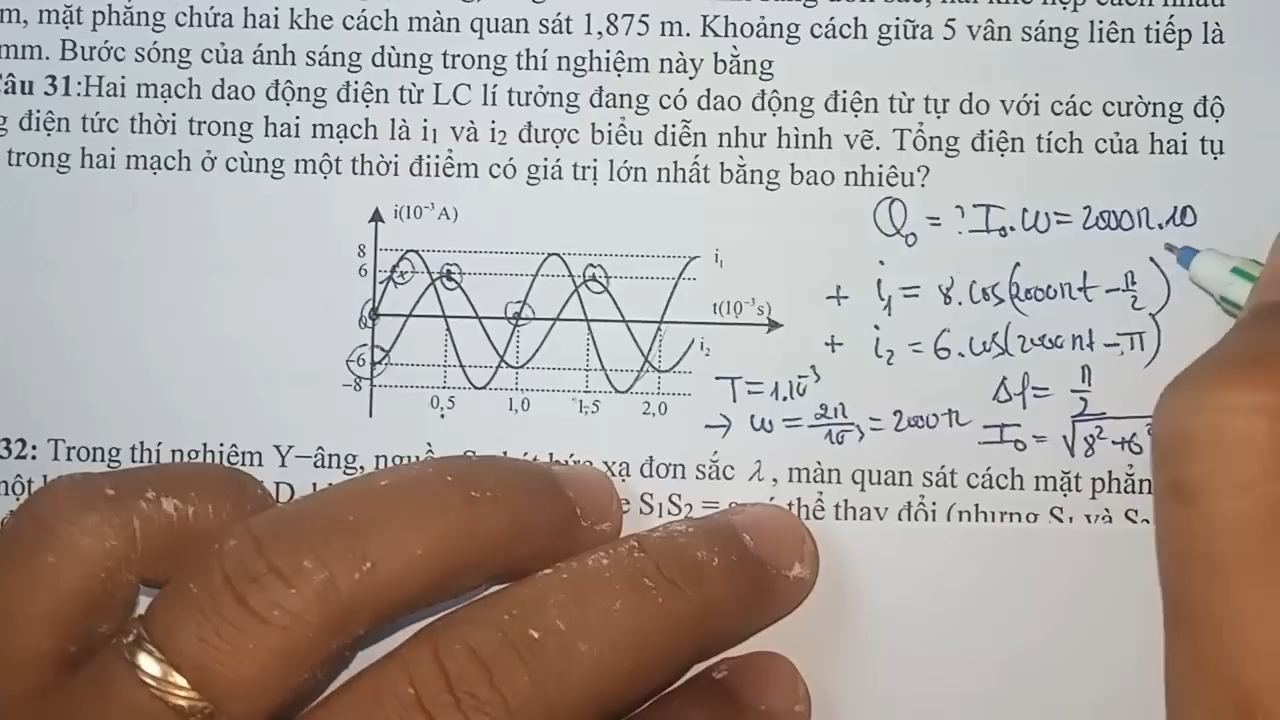 m, mặt phẳng chứa hai khe cách màn quan sát 1,875 m. Khoảng cách giữa 5 vân sáng liên tiếp là
mm. Bước sóng của ánh sáng dùng trong thí nghiệm này bằng
Câu 31:Hai mạch dao động điện từ LC lí tưởng đang có dao động điện từ tự do với các cường độ
g điện tức thời trong hai mạch là i₁ và i₂ được biểu diễn như hình vẽ. Tổng điện tích của hai tụ
trong hai mạch ở cùng một thời điiểm có giá trị lớn nhất bằng bao nhiêu?
i(10⁻³A)
8
6
0
-6
-8
0,5
1,0
1,5
2,0
i₁
t(10⁻³s)
i₂
Q₀ = ? I₀.ω = 2000π.10
+ i₁ = 8.cos(2000πt - π/2)
+ i₂ = 6.cos(2000πt - π)
T = 1.10⁻³
Δφ = π/2
→ ω = 2π/10⁻³ = 2000π
I₀ = √8²+6²
32: Trong thí nghiệm Y-âng, xạ đơn sắc λ, màn quan sát cách mặt phẳn
D
S₁S₂ = thể thay đổi (nhưng S₁ và S₂